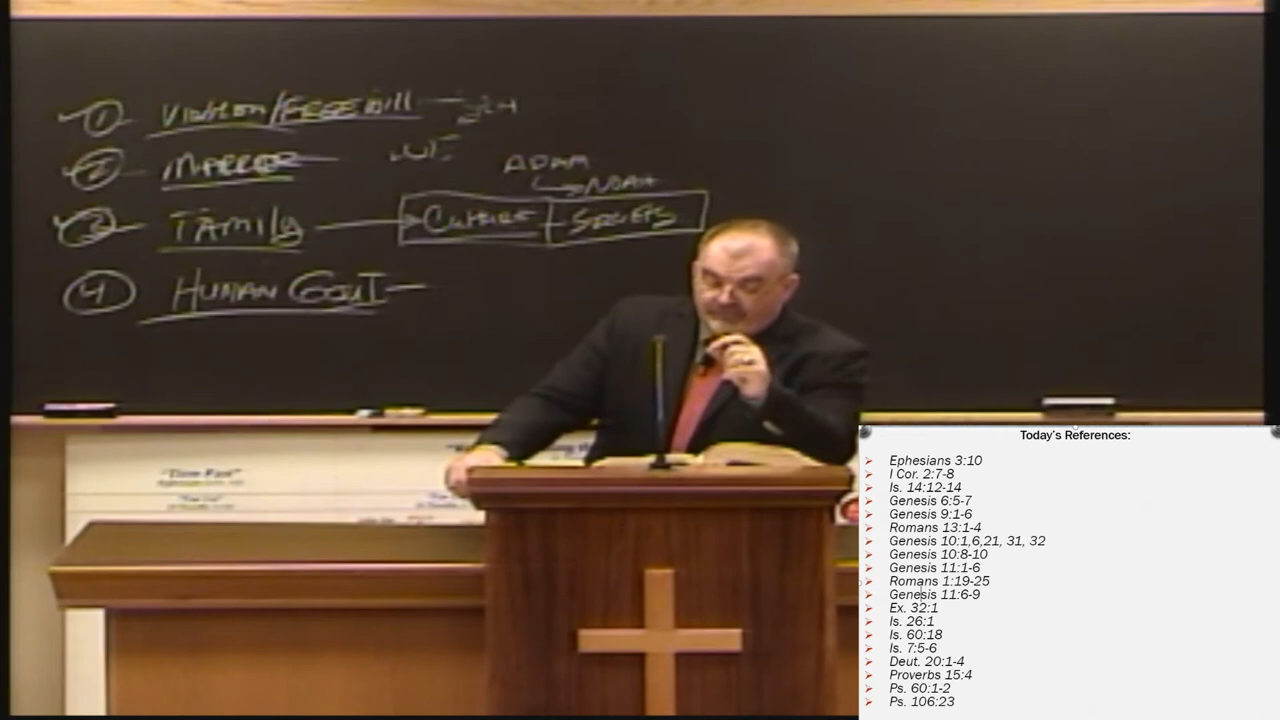 1 Volition/Freewill
2
ADAM
NOAH
3 Family Culture
4 HUMAN GOVT
"Time Past"
Today's References:
Ephesians 3:10
I Cor. 2:7-8
Is. 14:12-14
Genesis 6:5-7
Genesis 9:1-6
Romans 13:1-4
Genesis 10:1,6,21, 31, 32
Genesis 10:8-10
Genesis 11:1-6
Romans 1:19-25
Genesis 11:6-9
Ex. 32:1
Is. 26:1
Is. 60:18
Is. 7:5-6
Deut. 20:1-4
Proverbs 15:4
Ps. 60:1-2
Ps. 106:23